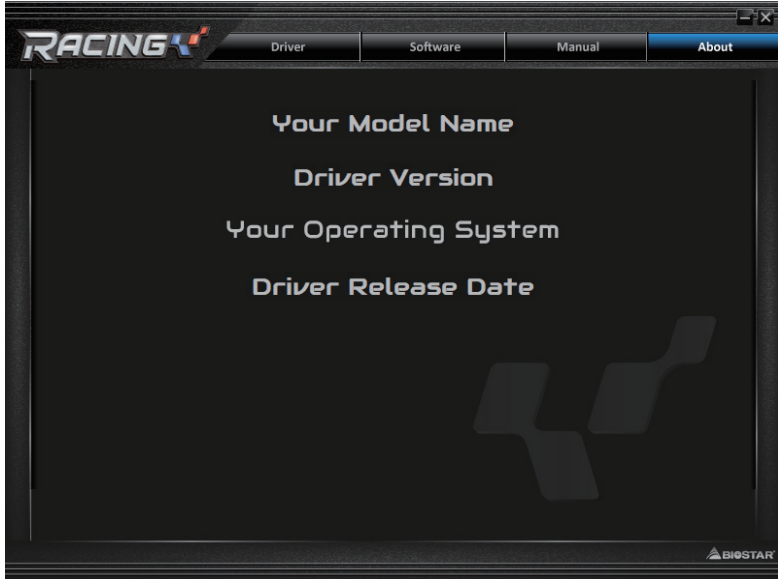 RACING
Driver
Software
Manual
About
Your Model Name
Driver Version
Your Operating System
Driver Release Date
BIOSTAR